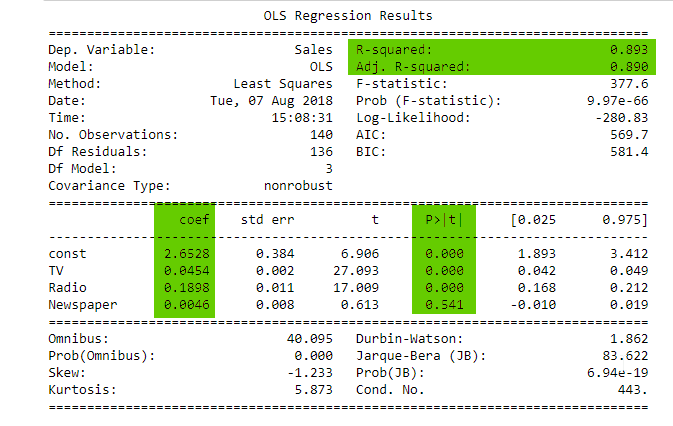 OLS Regression Results
==============================================================================
Dep. Variable: Sales R-squared: 0.893
Model: OLS Adj. R-squared: 0.890
Method: Least Squares F-statistic: 377.6
Date: Tue, 07 Aug 2018 Prob (F-statistic): 9.97e-66
Time: 15:08:31 Log-Likelihood: -280.83
No. Observations: 140 AIC: 569.7
Df Residuals: 136 BIC: 581.4
Df Model: 3
Covariance Type: nonrobust
==============================================================================
coef std err t P>|t| [0.025 0.975]
------------------------------------------------------------------------------
const 2.6528 0.384 6.906 0.000 1.893 3.412
TV 0.0454 0.002 27.093 0.000 0.042 0.049
Radio 0.1898 0.011 17.009 0.000 0.168 0.212
Newspaper 0.0046 0.008 0.613 0.541 -0.010 0.019
==============================================================================
Omnibus: 40.095 Durbin-Watson: 1.862
Prob(Omnibus): 0.000 Jarque-Bera (JB): 83.622
Skew: -1.233 Prob(JB): 6.94e-19
Kurtosis: 5.873 Cond. No. 443.
==============================================================================